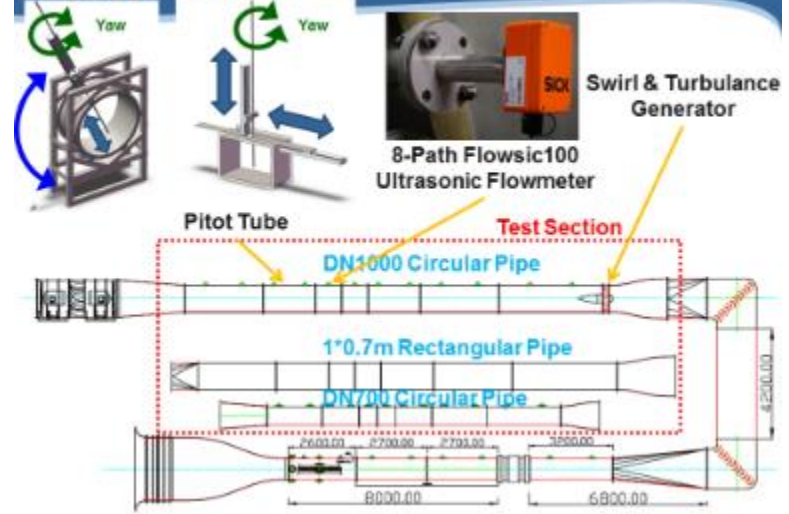 Yaw
Yaw
SICK
Swirl & Turbulance
Generator
8-Path Flowsic100
Ultrasonic Flowmeter
Pitot Tube
Test Section
DN1000 Circular Pipe
1*0.7m Rectangular Pipe
DN700 Circular Pipe
4200.00
2600.00
2700.00
2700.00
3200.00
8000.00
6800.00